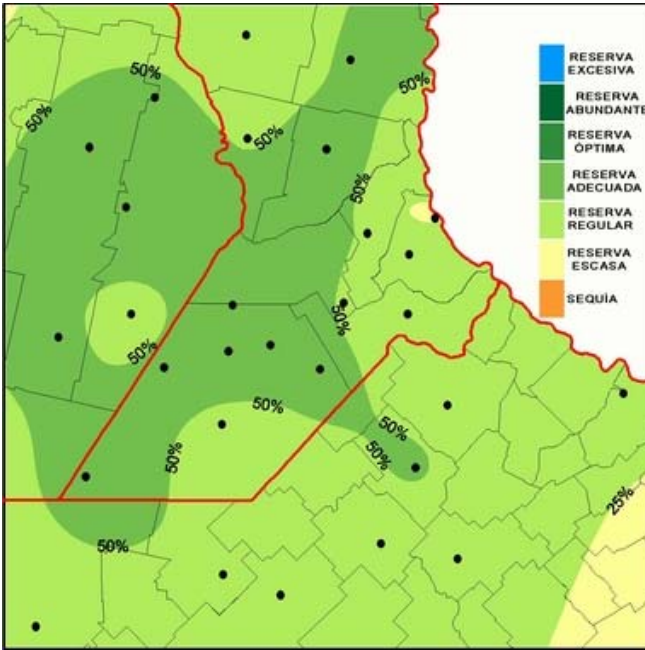 50%
50%
50%
50%
50%
50%
50%
50%
50%
50%
50%
50%
25%
RESERVA
EXCESIVA
RESERVA
ABUNDANTE
RESERVA
ÓPTIMA
RESERVA
ADECUADA
RESERVA
REGULAR
RESERVA
ESCASA
SEQUÌA